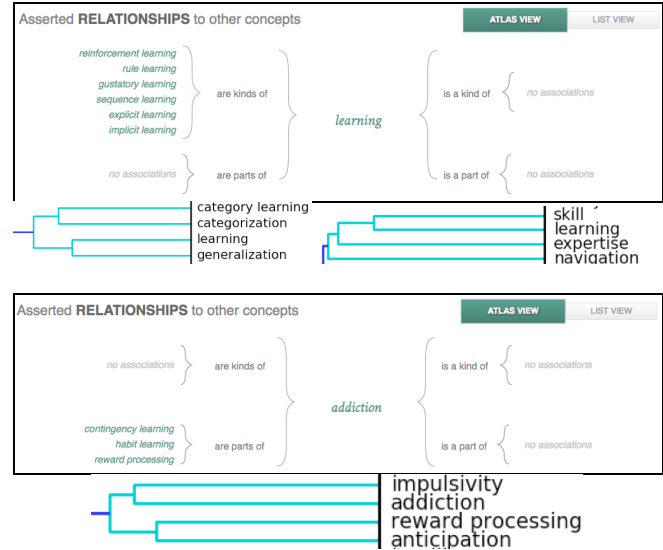 Asserted RELATIONSHIPS to other concepts
ATLAS VIEW LIST VIEW
reinforcement learning
rule learning
gustatory learning
sequence learning
explicit learning
implicit learning
are kinds of
learning
is a kind of
no associations
no associations
are parts of
is a part of
no associations
category learning
categorization
learning
generalization
skill
learning
expertise
navigation
Asserted RELATIONSHIPS to other concepts
ATLAS VIEW LIST VIEW
no associations
are kinds of
addiction
is a kind of
no associations
contingency learning
habit learning
reward processing
are parts of
is a part of
no associations
impulsivity
addiction
reward processing
anticipation